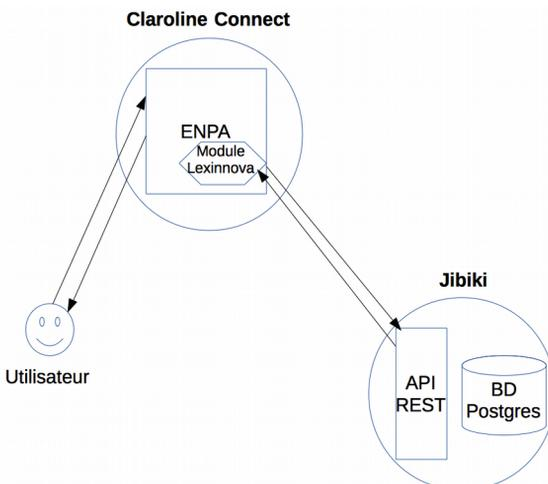 Claroline Connect
ENPA
Module
Lexinnova
Jibiki
Utilisateur
API
REST
BD
Postgres